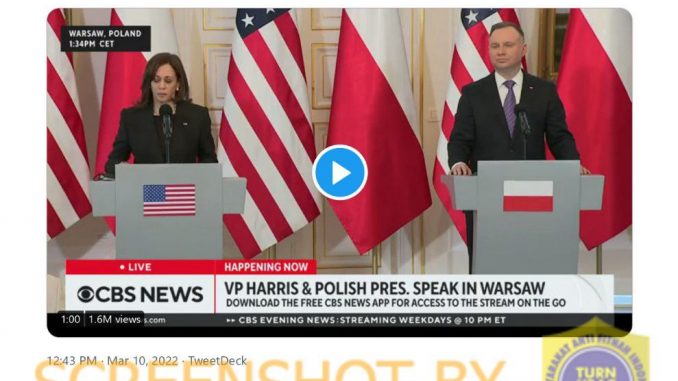 WARSAW, POLAND
1:34PM CET
LIVE
HAPPENING NOW
CBS NEWS
VP HARRIS & POLISH PRES. SPEAK IN WARSAW
DOWNLOAD THE FREE CBS NEWS APP FOR ACCESS TO THE STREAM ON THE GO
1:00
1.6M views
s.com
CBS EVENING NEWS: STREAMING WEEKDAYS @ 10 PM ET
12:43 PM · Mar 10, 2022 · TweetDeck
SCREENSHOT BY
TURN